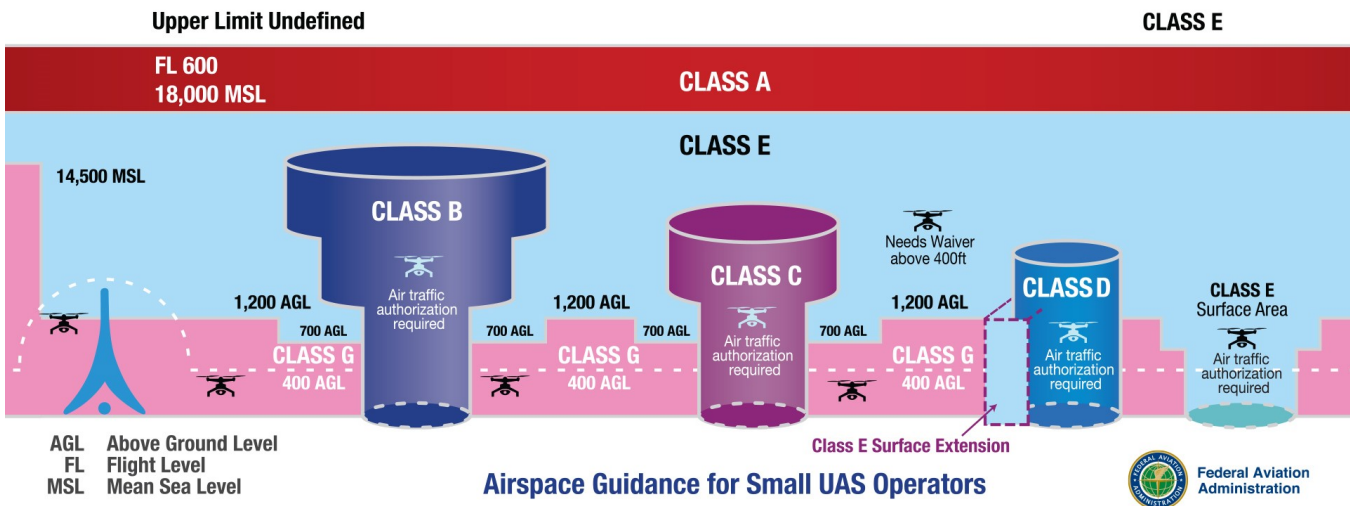 Upper Limit Undefined
CLASS E
FL 600
18,000 MSL
CLASS A
CLASS E
14,500 MSL
CLASS B
Air traffic
authorization
required
CLASS C
Air traffic
authorization
required
Needs Waiver
above 400ft
CLASS D
Air traffic
authorization
required
CLASS E
Surface Area
Air traffic
authorization
required
1,200 AGL
700 AGL
CLASS G
400 AGL
1,200 AGL
700 AGL
CLASS G
400 AGL
700 AGL
1,200 AGL
700 AGL
CLASS G
400 AGL
Class E Surface Extension
AGL Above Ground Level
FL Flight Level
MSL Mean Sea Level
Airspace Guidance for Small UAS Operators
FEDERAL AVIATION
ADMINISTRATION
Federal Aviation
Administration